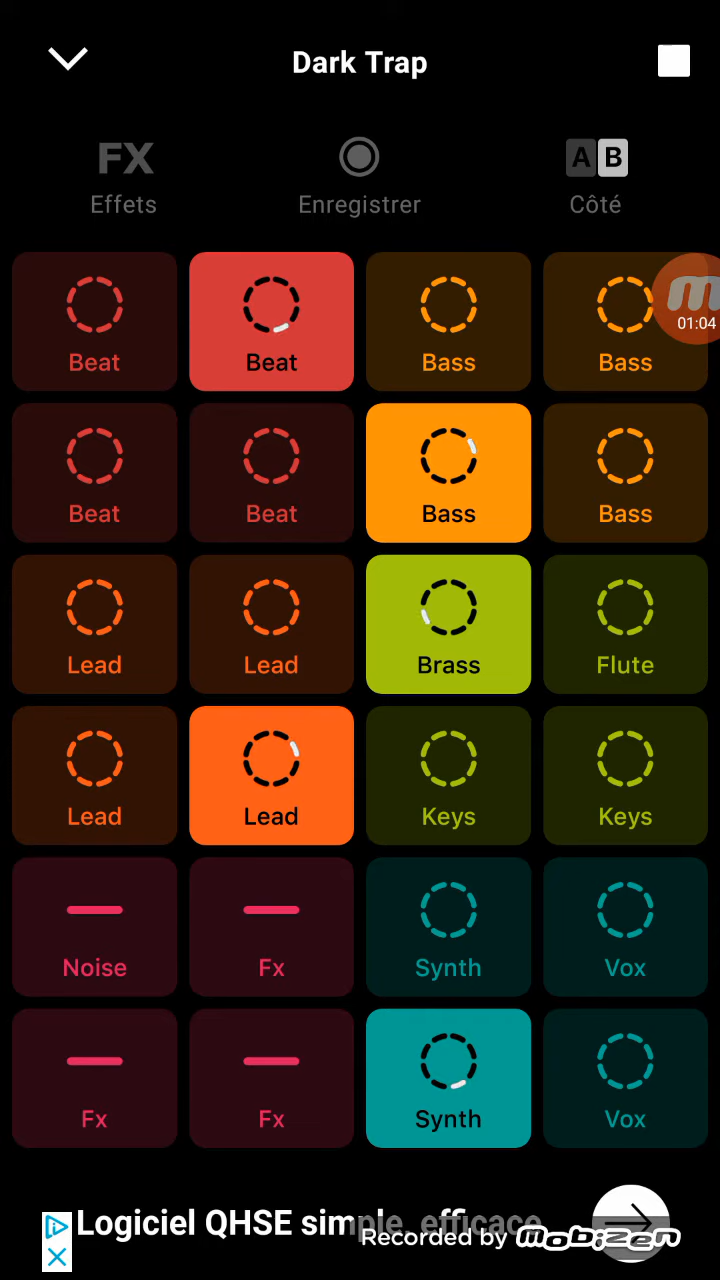 Dark Trap
FX
A B
Effets
Enregistrer
Côté
Beat
Beat
Bass
Bass
m
01:04
Beat
Beat
Bass
Bass
Lead
Lead
Brass
Flute
Lead
Lead
Keys
Keys
Noise
Fx
Synth
Vox
Fx
Fx
Synth
Vox
Logiciel QHSE simple, efficace
Recorded by mobizen